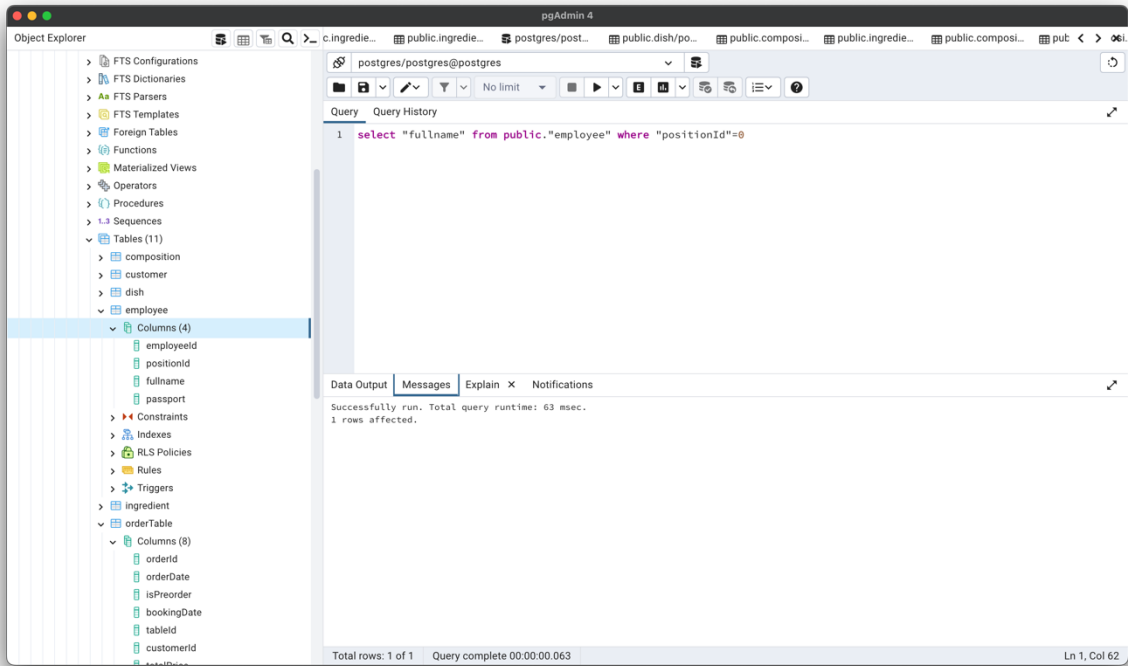 pgAdmin 4
Object Explorer
c.ingredie...
public.ingredie...
postgres/post...
public.dish/po...
public.composi...
public.ingredie...
public.composi...
FTS Configurations
FTS Dictionaries
Aa FTS Parsers
FTS Templates
Foreign Tables
Functions
Materialized Views
Operators
Procedures
1..3 Sequences
Tables (11)
composition
customer
dish
employee
Columns (4)
employeeId
positionId
fullname
passport
Constraints
Indexes
RLS Policies
Rules
Triggers
ingredient
orderTable
Columns (8)
orderId
orderDate
isPreorder
bookingDate
tableId
customerId
totalPrice
postgres/postgres@postgres
No limit
E
Query Query History
1 select "fullname" from public."employee" where "positionId"=0
Data Output Messages Explain Notifications
Successfully run. Total query runtime: 63 msec.
1 rows affected.
Total rows: 1 of 1 Query complete 00:00:00.063 Ln 1, Col 62